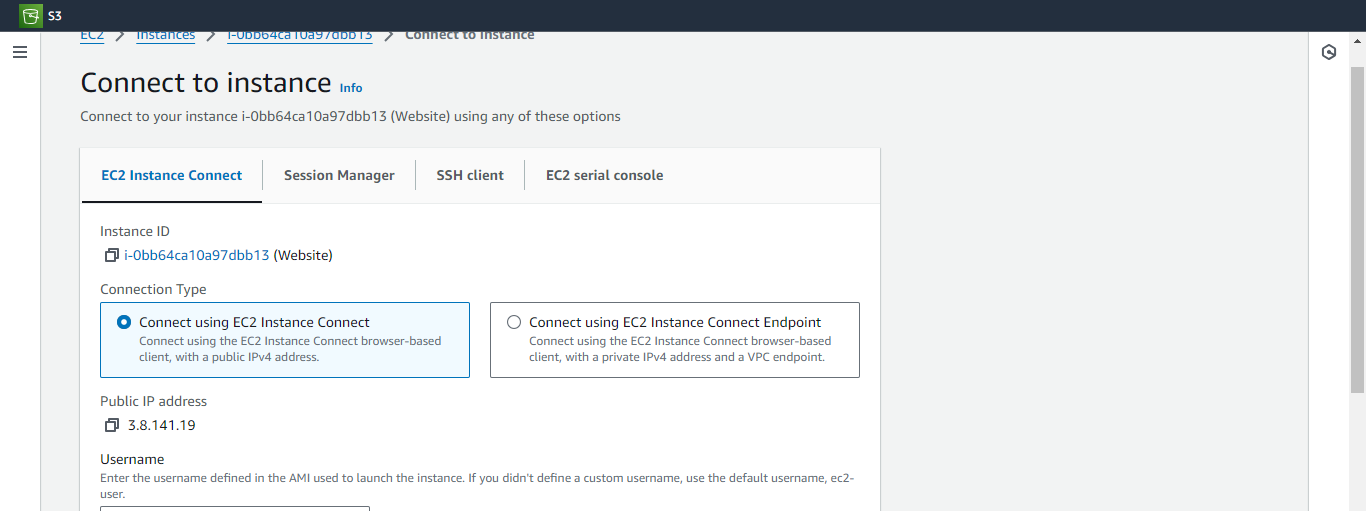 S3
EC2 > Instances > i-0bb64ca10a97dbb13 > Connect to instance
Connect to instance Info
Connect to your instance i-0bb64ca10a97dbb13 (Website) using any of these options
EC2 Instance Connect Session Manager SSH client EC2 serial console
Instance ID
i-0bb64ca10a97dbb13 (Website)
Connection Type
Connect using EC2 Instance Connect
Connect using the EC2 Instance Connect browser-based
client, with a public IPv4 address.
Connect using EC2 Instance Connect Endpoint
Connect using the EC2 Instance Connect browser-based
client, with a private IPv4 address and a VPC endpoint.
Public IP address
3.8.141.19
Username
Enter the username defined in the AMI used to launch the instance. If you didn't define a custom username, use the default username, ec2-
user.